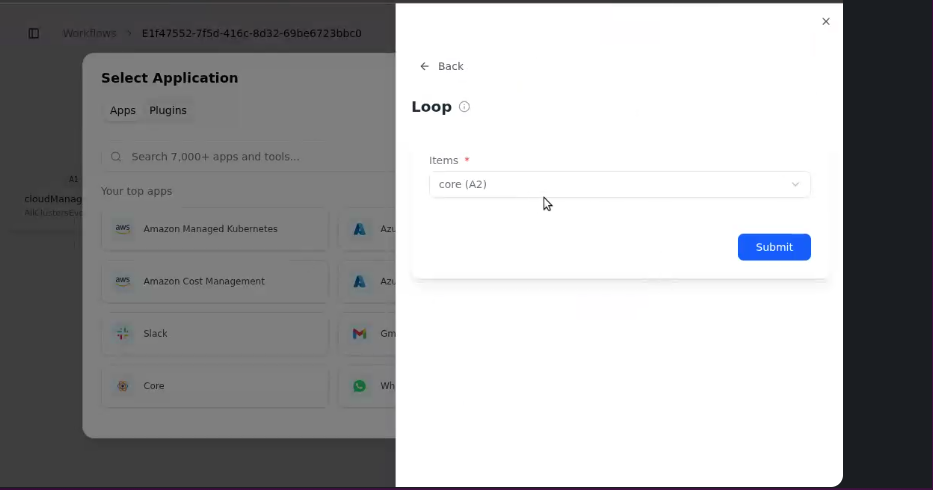 Workflows > E1f47552-7f5d-416c-8d32-69be6723bbc0
Select Application
Apps Plugins
Search 7,000+ apps and tools...
Your top apps
aws Amazon Managed Kubernetes
Azu
aws Amazon Cost Management
Azu
Slack
Gm
Core
Wh
A1
cloudManag
Back
Loop
Items *
core (A2)
Submit